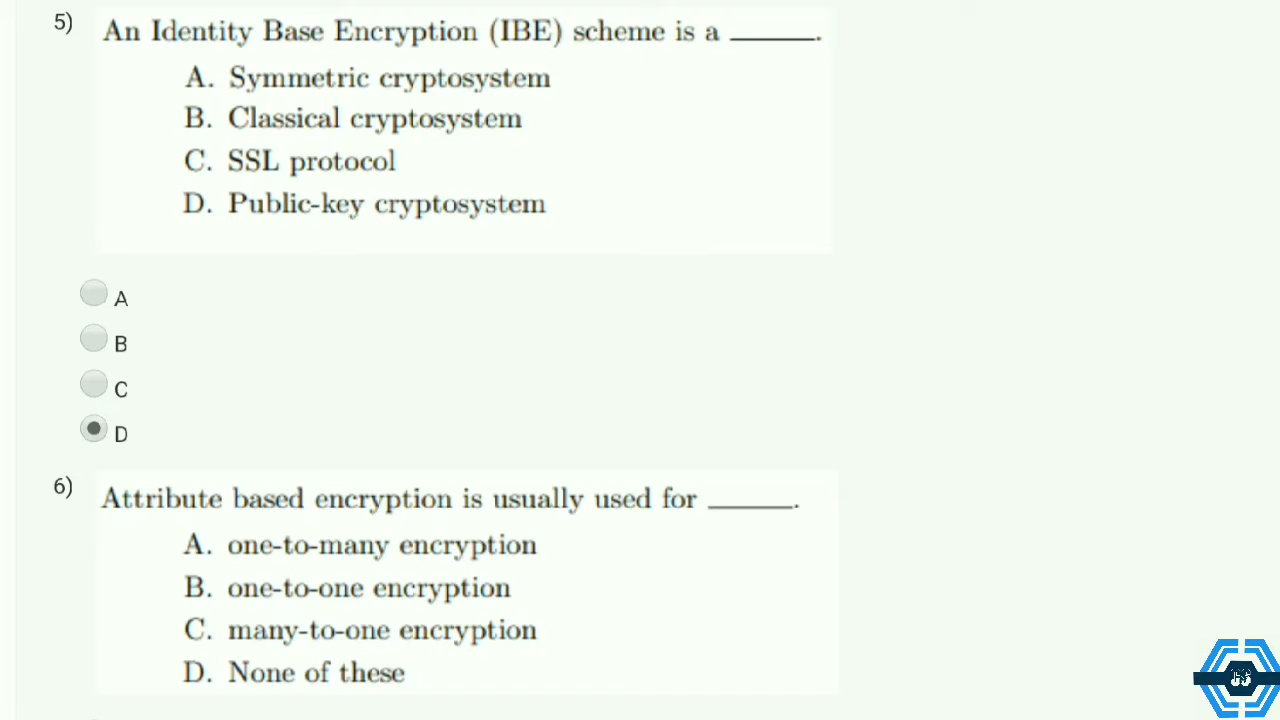 5) An Identity Base Encryption (IBE) scheme is a ______.
A. Symmetric cryptosystem
B. Classical cryptosystem
C. SSL protocol
D. Public-key cryptosystem
A
B
C
D
6) Attribute based encryption is usually used for ______.
A. one-to-many encryption
B. one-to-one encryption
C. many-to-one encryption
D. None of these